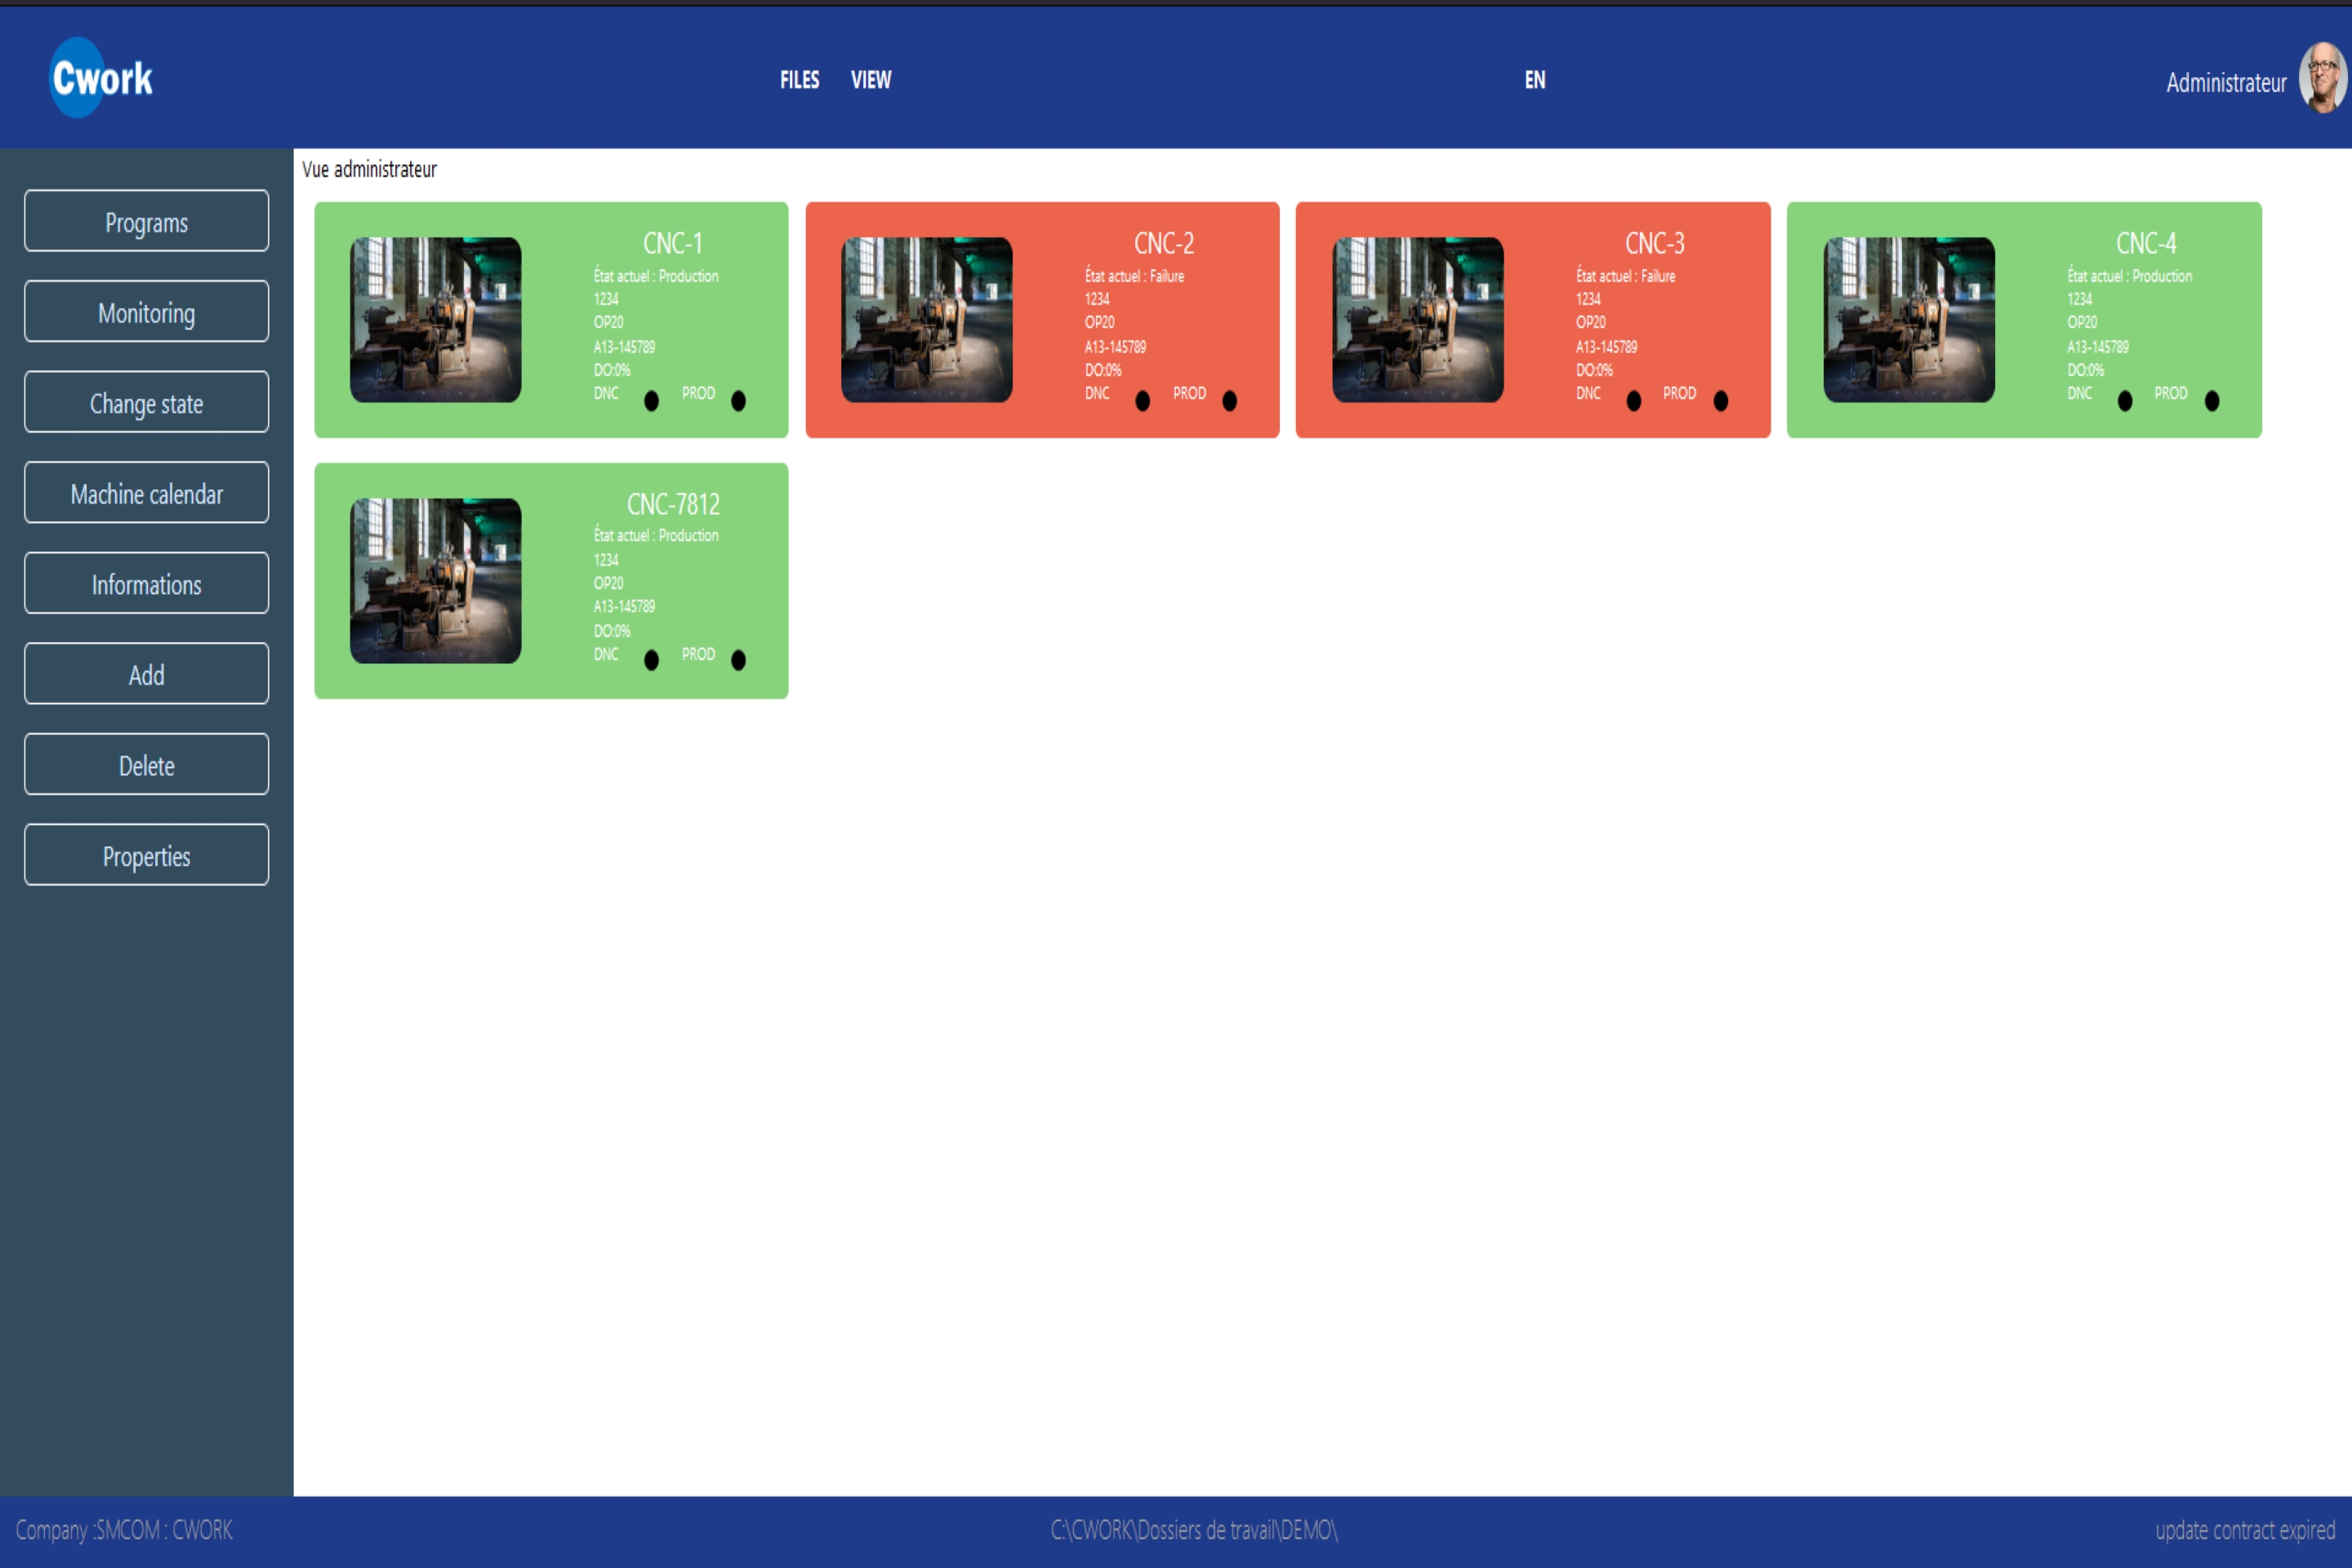 Cwork
FILES VIEW
EN
Administrateur
Programs
Monitoring
Change state
Machine calendar
Informations
Add
Delete
Properties
Vue administrateur
CNC-1
État actuel : Production
1234
OP20
A13-145789
DO:0%
DNC PROD
CNC-2
État actuel : Failure
1234
OP20
A13-145789
DO:0%
DNC PROD
CNC-3
État actuel : Failure
1234
OP20
A13-145789
DO:0%
DNC PROD
CNC-4
État actuel : Production
1234
OP20
A13-145789
DO:0%
DNC PROD
CNC-7812
État actuel : Production
1234
OP20
A13-145789
DO:0%
DNC PROD
Company :SMCOM : CWORK
C:\CWORK\Dossiers de travail\DEMO\
update contract expired